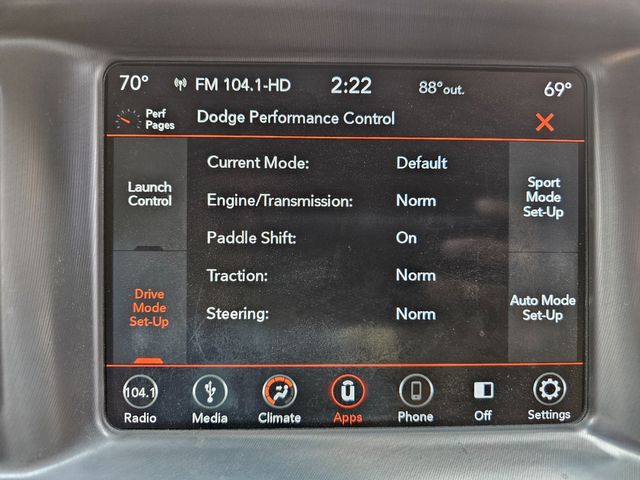 70° FM 104.1-HD 2:22 88°out. 69°
Perf
Pages
Dodge Performance Control
Launch
Control
Current Mode: Default
Engine/Transmission: Norm
Paddle Shift: On
Traction: Norm
Steering: Norm
Sport
Mode
Set-Up
Drive
Mode
Set-Up
Auto Mode
Set-Up
104.1
Radio Media Climate Apps Phone Off Settings